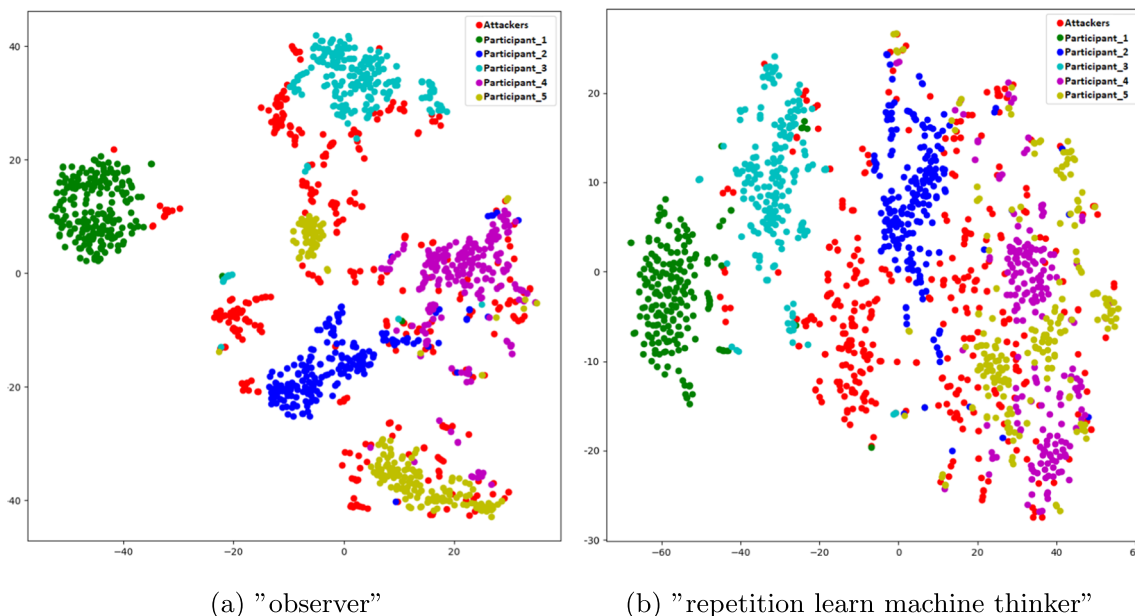 Attackers
Participant_1
Participant_2
Participant_3
Participant_4
Participant_5
40
20
0
−20
−40
−40
−20
0
20
40
(a) "observer"
Attackers
Participant_1
Participant_2
Participant_3
Participant_4
Participant_5
20
10
0
−10
−20
−30
−60
−40
−20
0
20
40
(b) "repetition learn machine thinker"